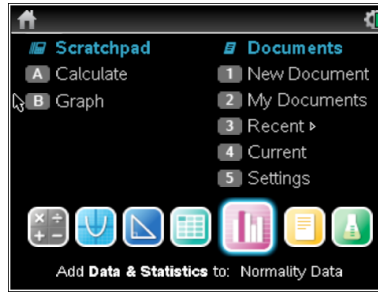 Scratchpad
A Calculate
B Graph
Documents
1 New Document
2 My Documents
3 Recent ▸
4 Current
5 Settings
Add Data & Statistics to: Normality Data